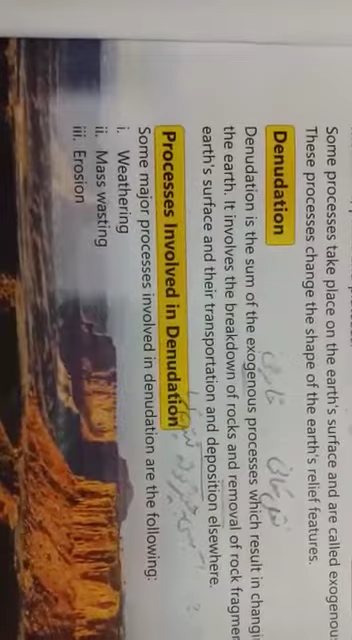 Some processes take place on the earth's surface and are called exogenou
These processes change the shape of the earth's relief features.
Denudation
Denudation is the sum of the exogenous processes which result in changi
the earth. It involves the breakdown of rocks and removal of rock fragmen
earth's surface and their transportation and deposition elsewhere.
Processes Involved in Denudation
Some major processes involved in denudation are the following:
i. Weathering
ii. Mass wasting
iii. Erosion